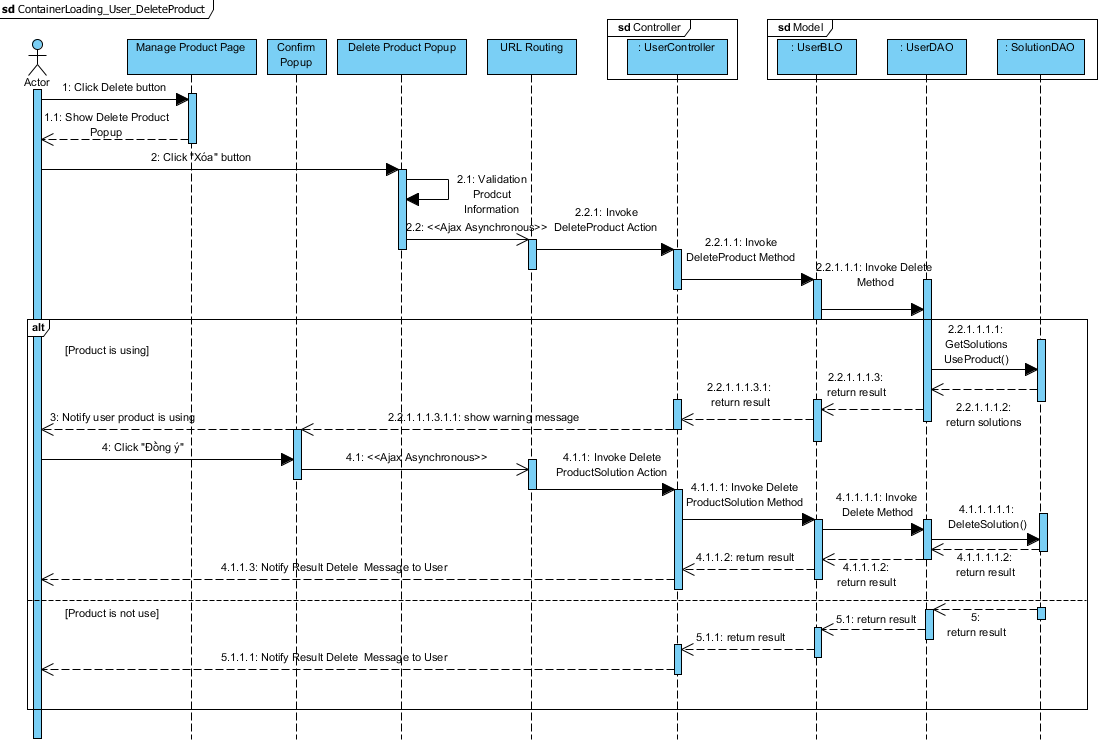 sd ContainerLoading_User_DeleteProduct
sd Controller
sd Model
Actor
Manage Product Page
Confirm
Popup
Delete Product Popup
URL Routing
: UserController
: UserBLO
: UserDAO
: SolutionDAO
1: Click Delete button
1.1: Show Delete Product
Popup
2: Click "Xóa" button
2.1: Validation
Prodcut
Information
2.2: <<Ajax Asynchronous>>
2.2.1: Invoke
DeleteProduct Action
2.2.1.1: Invoke
DeleteProduct Method
2.2.1.1.1: Invoke Delete
Method
alt
[Product is using]
2.2.1.1.1.1:
GetSolutions
UseProduct()
2.2.1.1.1.2:
return solutions
2.2.1.1.1.3:
return result
2.2.1.1.1.3.1:
return result
2.2.1.1.1.3.1.1: show warning message
3: Notify user product is using
4: Click "Đồng ý"
4.1: <<Ajax Asynchronous>>
4.1.1: Invoke Delete
ProductSolution Action
4.1.1.1: Invoke Delete
ProductSolution Method
4.1.1.1.1: Invoke
Delete Method
4.1.1.1.1.1:
DeleteSolution()
4.1.1.1.1.2:
return result
4.1.1.1.2:
return result
4.1.1.2: return result
4.1.1.3: Notify Result Detele Message to User
[Product is not use]
5:
return result
5.1: return result
5.1.1: return result
5.1.1.1: Notify Result Delete Message to User